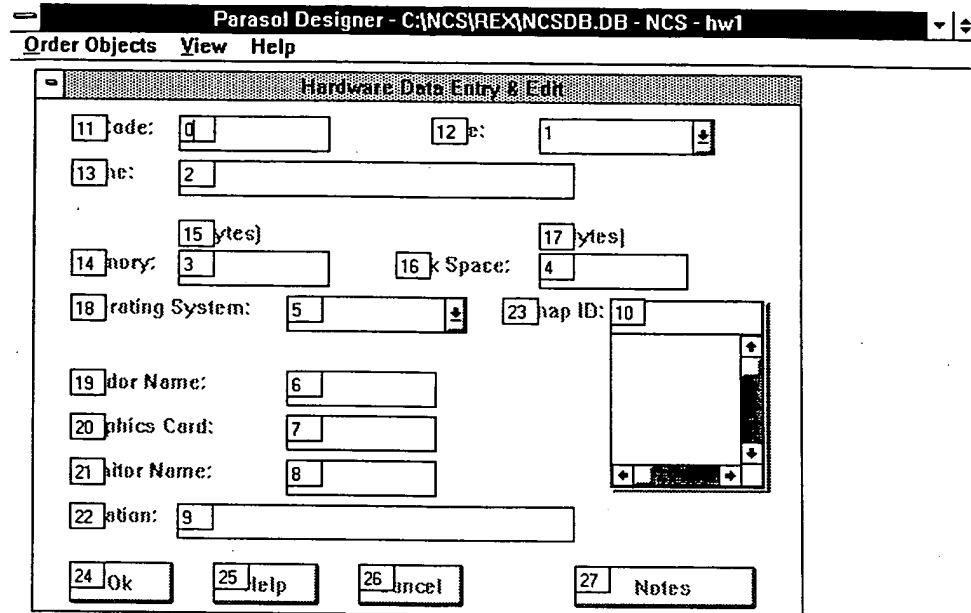 Parasol Designer - C:\NCS\REX\NCSDB.DB - NCS - hw1
Order Objects View Help
Hardware Data Entry & Edit
11 ode: 0 12 e: 1
13 ne: 2
15 ytes) 17 ytes)
14 mory: 3 16 k Space: 4
18 rating System: 5 23 nap ID: 10
19 dor Name: 6
20 phics Card: 7
21 itor Name: 8
22 ation: 9
24 Ok 25 Help 26 ancel 27 Notes